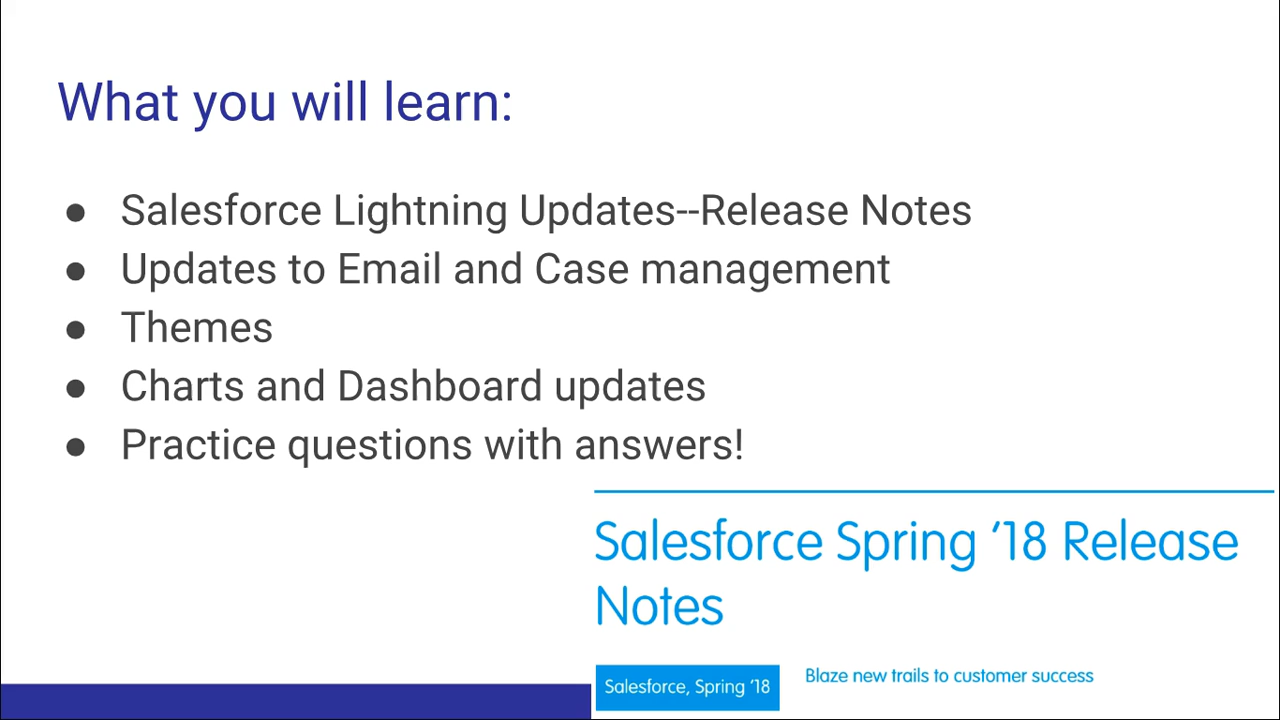 What you will learn:
● Salesforce Lightning Updates--Release Notes
● Updates to Email and Case management
● Themes
● Charts and Dashboard updates
● Practice questions with answers!
Salesforce Spring ‘18 Release
Notes
Salesforce, Spring ‘18
Blaze new trails to customer success